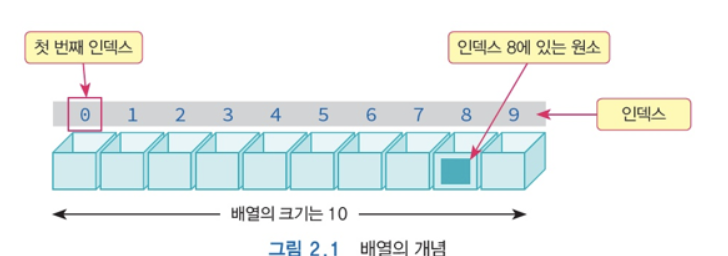 첫 번째 인덱스
인덱스 8에 있는 원소
0 1 2 3 4 5 6 7 8 9
인덱스
배열의 크기는 10
그림 2.1 배열의 개념